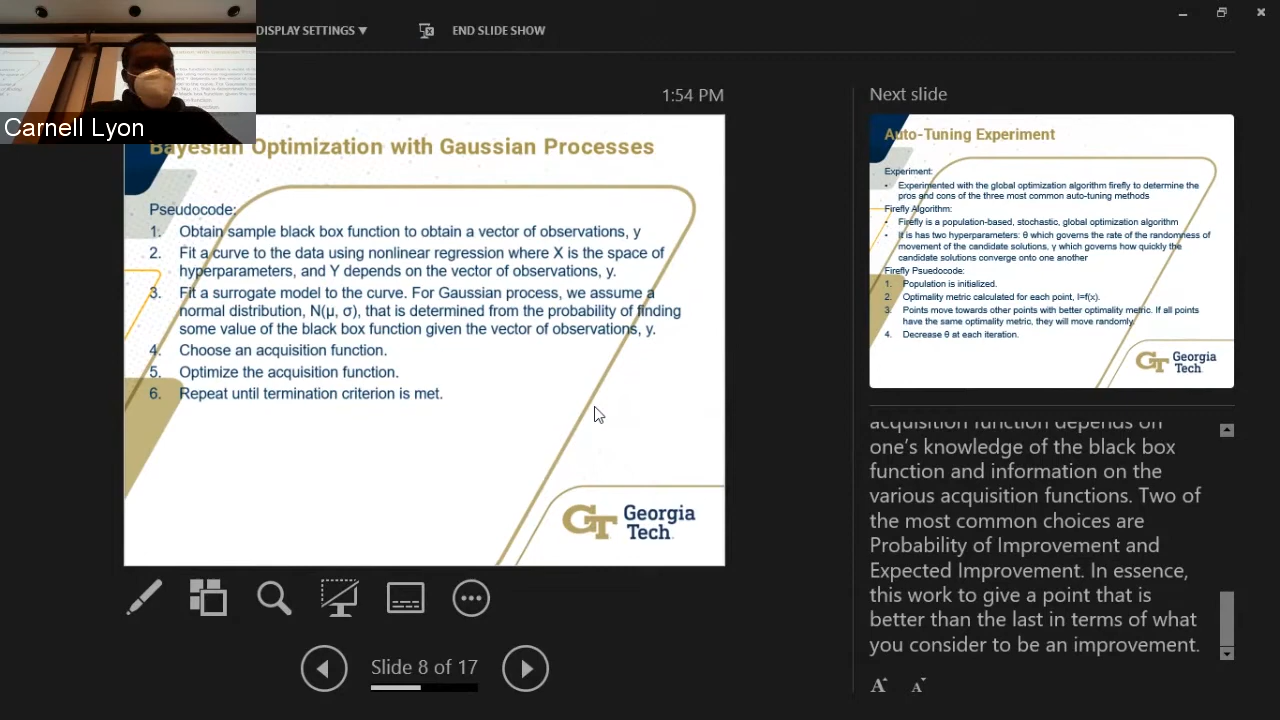 DISPLAY SETTINGS ▼
END SLIDE SHOW
Carnell Lyon
1:54 PM
Bayesian Optimization with Gaussian Processes
Pseudocode:
1. Obtain sample black box function to obtain a vector of observations, y
2. Fit a curve to the data using nonlinear regression where X is the space of
hyperparameters, and Y depends on the vector of observations, y.
3. Fit a surrogate model to the curve. For Gaussian process, we assume a
normal distribution, N(μ, σ), that is determined from the probability of finding
some value of the black box function given the vector of observations, y.
4. Choose an acquisition function.
5. Optimize the acquisition function.
6. Repeat until termination criterion is met.
GT Georgia
Tech
Slide 8 of 17
Next slide
Auto-Tuning Experiment
Experiment:
• Experimented with the global optimization algorithm firefly to determine the
pros and cons of the three most common auto-tuning methods
Firefly Algorithm:
• Firefly is a population-based, stochastic, global optimization algorithm
• It is has two hyperparameters: θ which governs the rate of the randomness of
movement of the candidate solutions, γ which governs how quickly the
candidate solutions converge onto one another
Firefly Psuedocode:
1. Population is initialized.
2. Optimality metric calculated for each point, I=f(x).
3. Points move towards other points with better optimality metric. If all points
have the same optimality metric, they will move randomly.
4. Decrease θ at each iteration.
GT Georgia
Tech
acquisition function depends on
one's knowledge of the black box
function and information on the
various acquisition functions. Two of
the most common choices are
Probability of Improvement and
Expected Improvement. In essence,
this work to give a point that is
better than the last in terms of what
you consider to be an improvement.
A A